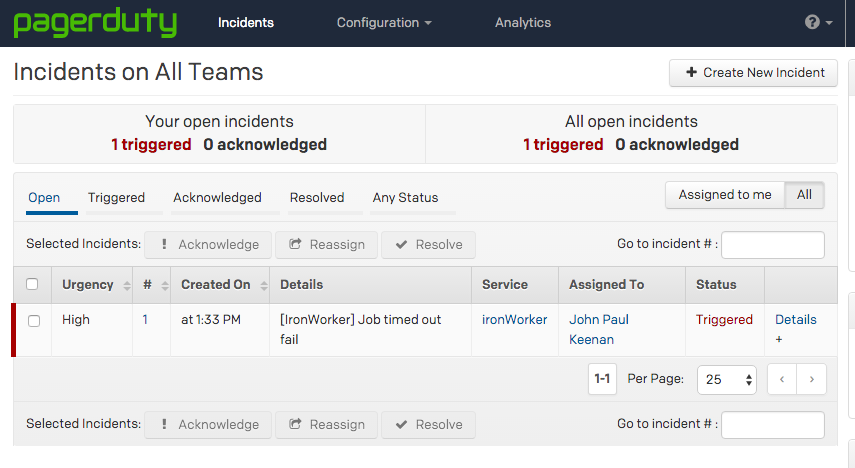 pagerduty Incidents Configuration Analytics ?
Incidents on All Teams + Create New Incident
Your open incidents All open incidents
1 triggered 0 acknowledged 1 triggered 0 acknowledged
Open Triggered Acknowledged Resolved Any Status Assigned to me All
Selected Incidents: ! Acknowledge Reassign Resolve Go to incident # :
Urgency # Created On Details Service Assigned To Status
High 1 at 1:33 PM [IronWorker] Job timed out ironWorker John Paul Triggered Details
fail Keenan +
1-1 Per Page: 25 ‹ ›
Selected Incidents: ! Acknowledge Reassign Resolve Go to incident # :